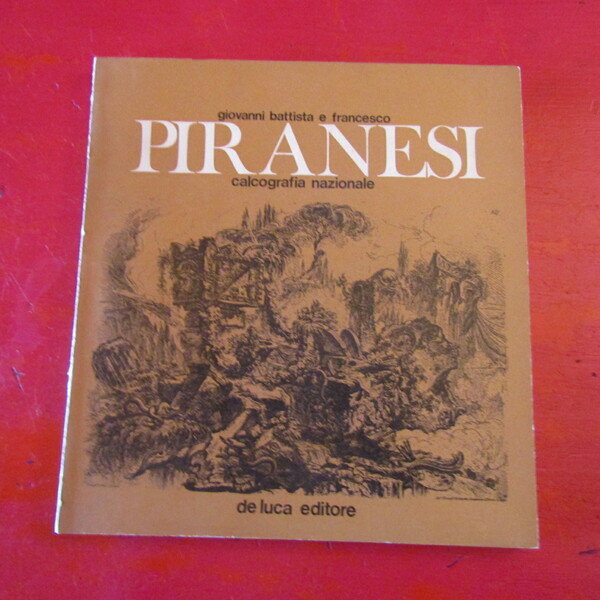 giovanni battista e francesco
PIRANESI
calcografia nazionale
de luca editore